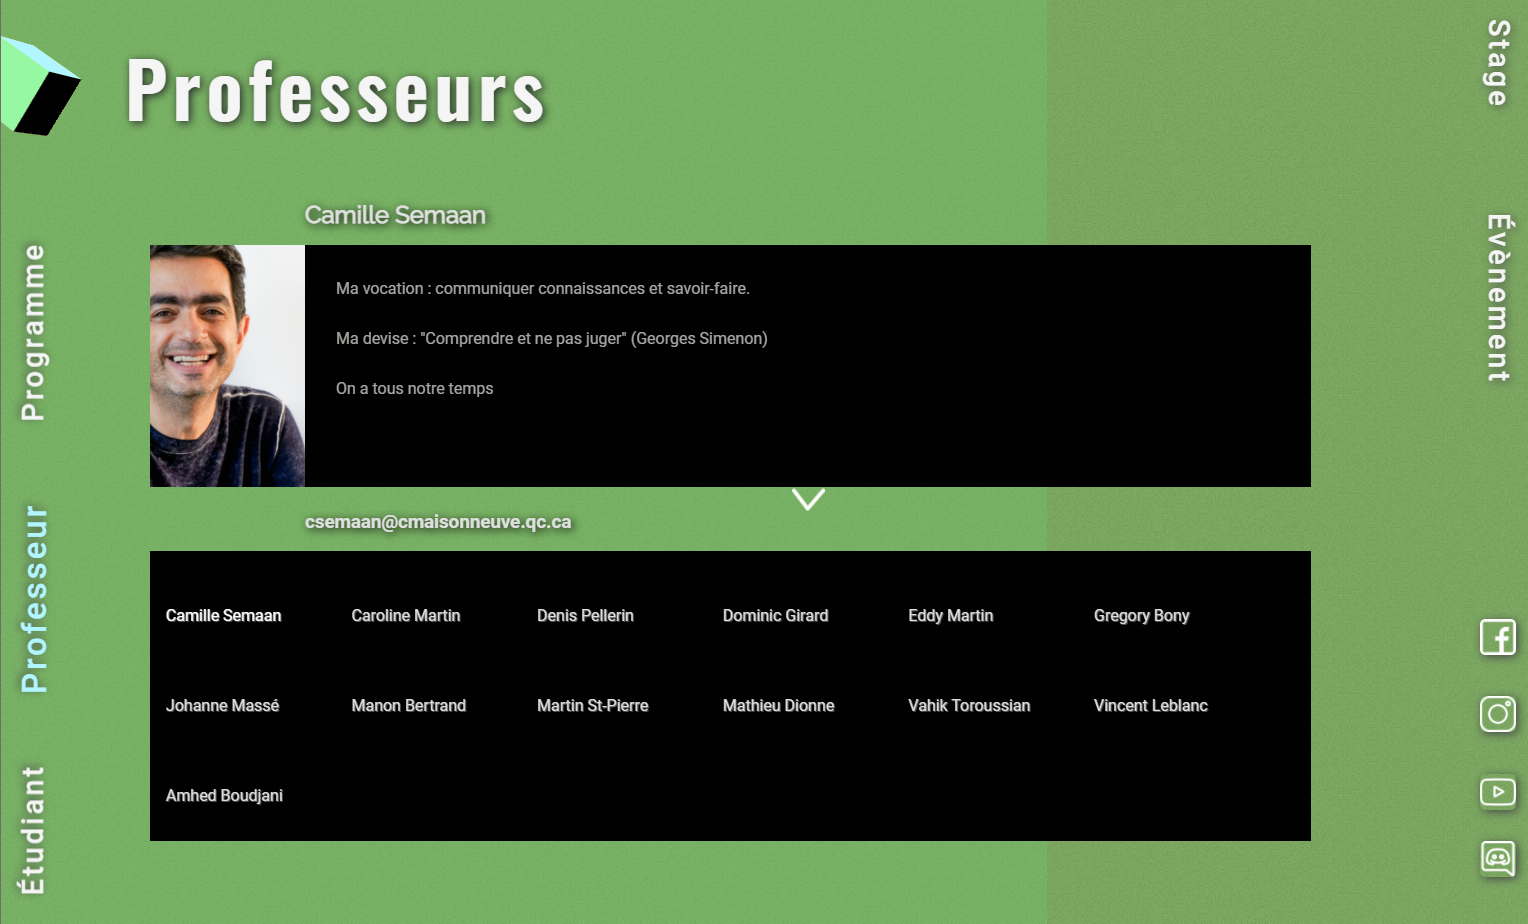 Professeurs
Stage
Évènement
Programme
Professeur
Étudiant
Camille Semaan
Ma vocation : communiquer connaissances et savoir-faire.
Ma devise : "Comprendre et ne pas juger" (Georges Simenon)
On a tous notre temps
csemaan@cmaisonneuve.qc.ca
Camille Semaan Caroline Martin Denis Pellerin Dominic Girard Eddy Martin Gregory Bony
Johanne Massé Manon Bertrand Martin St-Pierre Mathieu Dionne Vahik Toroussian Vincent Leblanc
Amhed Boudjani